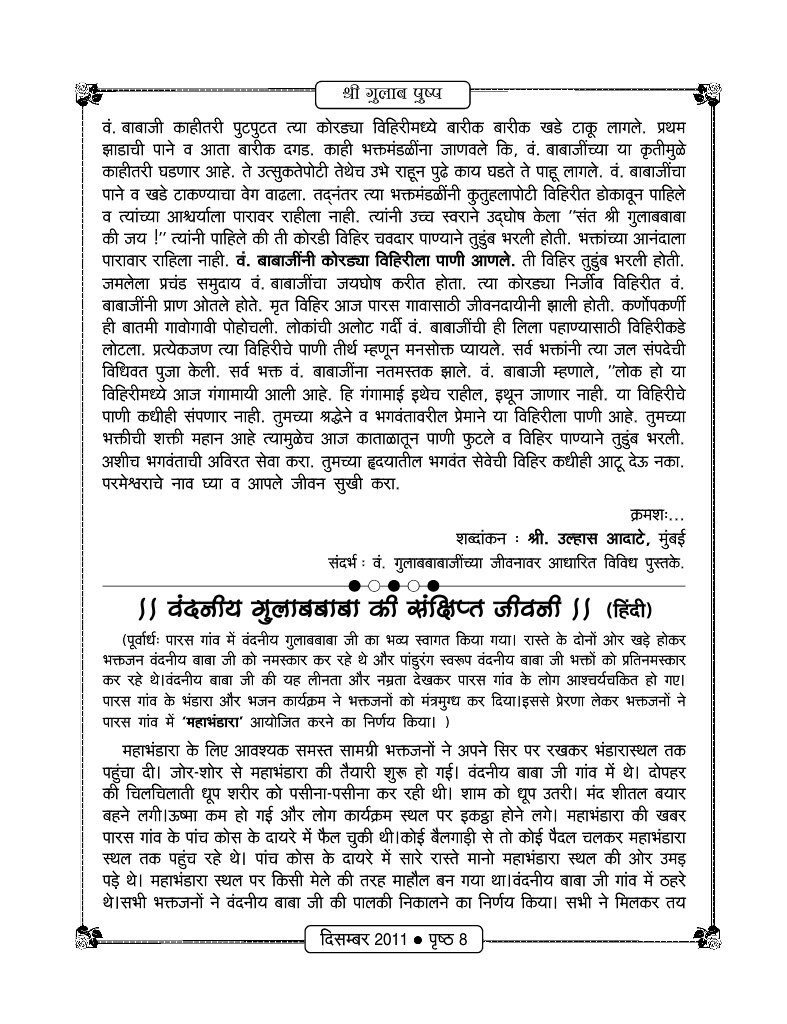 श्री गुलाब पुष्प
वं. बाबाजी काहीतरी पुटपुटत त्या कोरड्या विहिरीमध्ये बारीक बारीक खडे टाकू लागले. प्रथम
झाडाची पाने व आता बारीक दगड. काही भक्तमंडळींना जाणवले कि, वं. बाबाजींच्या या कृतीमुळे
काहीतरी घडणार आहे. ते उत्सुकतेपोटी तेथेच उभे राहून पुढे काय घडते ते पाहू लागले. वं. बाबाजींचा
पाने व खडे टाकण्याचा वेग वाढला. तद्नंतर त्या भक्तमंडळींनी कुतुहलापोटी विहिरीत डोकावून पाहिले
व त्यांच्या आश्चर्याला पारावार राहीला नाही. त्यांनी उच्च स्वराने उद्घोष केला ''संत श्री गुलाबबाबा
की जय !'' त्यांनी पाहिले की ती कोरडी विहिर चवदार पाण्याने तुडुंब भरली होती. भक्तांच्या आनंदाला
पारावार राहिला नाही. वं. बाबाजींनी कोरड्या विहिरीला पाणी आणले. ती विहिर तुडुंब भरली होती.
जमलेला प्रचंड समुदाय वं. बाबाजींचा जयघोष करीत होता. त्या कोरड्या निर्जीव विहिरीत वं.
बाबाजींनी प्राण ओतले होते. मृत विहिर आज पारस गावासाठी जीवनदायीनी झाली होती. कर्णोपकर्णी
ही बातमी गावोगावी पोहोचली. लोकांची अलोट गर्दी वं. बाबाजींची ही लिला पहाण्यासाठी विहिरीकडे
लोटला. प्रत्येकजण त्या विहिरीचे पाणी तीर्थ म्हणून मनसोक्त प्यायले. सर्व भक्तांनी त्या जल संपदेची
विधिवत पुजा केली. सर्व भक्त वं. बाबाजींना नतमस्तक झाले. वं. बाबाजी म्हणाले, ''लोक हो या
विहिरीमध्ये आज गंगामायी आली आहे. हि गंगामाई इथेच राहील, इथून जाणार नाही. या विहिरीचे
पाणी कधीही संपणार नाही. तुमच्या श्रद्धेने व भगवंतावरील प्रेमाने या विहिरीला पाणी आहे. तुमच्या
भक्तीची शक्ती महान आहे त्यामुळेच आज काताळातून पाणी फुटले व विहिर पाण्याने तुडुंब भरली.
अशीच भगवंताची अविरत सेवा करा. तुमच्या हृदयातील भगवंत सेवेची विहिर कधीही आटू देऊ नका.
परमेश्वराचे नाव घ्या व आपले जीवन सुखी करा.
क्रमशः...
शब्दांकन : श्री. उल्हास आदाटे, मुंबई
संदर्भ : वं. गुलाबबाबाजींच्या जीवनावर आधारित विविध पुस्तके.
।। वंदनीय गुलाबबाबा की संक्षिप्त जीवनी ।। (हिंदी)
(पूर्वार्धः पारस गांव में वंदनीय गुलाबबाबा जी का भव्य स्वागत किया गया। रास्ते के दोनों ओर खड़े होकर
भक्तजन वंदनीय बाबा जी को नमस्कार कर रहे थे और पांडुरंग स्वरूप वंदनीय बाबा जी भक्तों को प्रतिनमस्कार
कर रहे थे।वंदनीय बाबा जी की यह लीनता और नम्रता देखकर पारस गांव के लोग आश्चर्यचकित हो गए।
पारस गांव के भंडारा और भजन कार्यक्रम ने भक्तजनों को मंत्रमुग्ध कर दिया।इससे प्रेरणा लेकर भक्तजनों ने
पारस गांव में 'महाभंडारा' आयोजित करने का निर्णय किया। )
महाभंडारा के लिए आवश्यक समस्त सामग्री भक्तजनों ने अपने सिर पर रखकर भंडारास्थल तक
पहुंचा दी। जोर-शोर से महाभंडारा की तैयारी शुरू हो गई। वंदनीय बाबा जी गांव में थे। दोपहर
की चिलचिलाती धूप शरीर को पसीना-पसीना कर रही थी। शाम को धूप उतरी। मंद शीतल बयार
बहने लगी।ऊष्मा कम हो गई और लोग कार्यक्रम स्थल पर इकट्ठा होने लगे। महाभंडारा की खबर
पारस गांव के पांच कोस के दायरे में फैल चुकी थी।कोई बैलगाड़ी से तो कोई पैदल चलकर महाभंडारा
स्थल तक पहुंच रहे थे। पांच कोस के दायरे में सारे रास्ते मानो महाभंडारा स्थल की ओर उमड़
पड़े थे। महाभंडारा स्थल पर किसी मेले की तरह माहौल बन गया था।वंदनीय बाबा जी गांव में ठहरे
थे।सभी भक्तजनों ने वंदनीय बाबा जी की पालकी निकालने का निर्णय किया। सभी ने मिलकर तय
दिसम्बर 2011 ● पृष्ठ 8